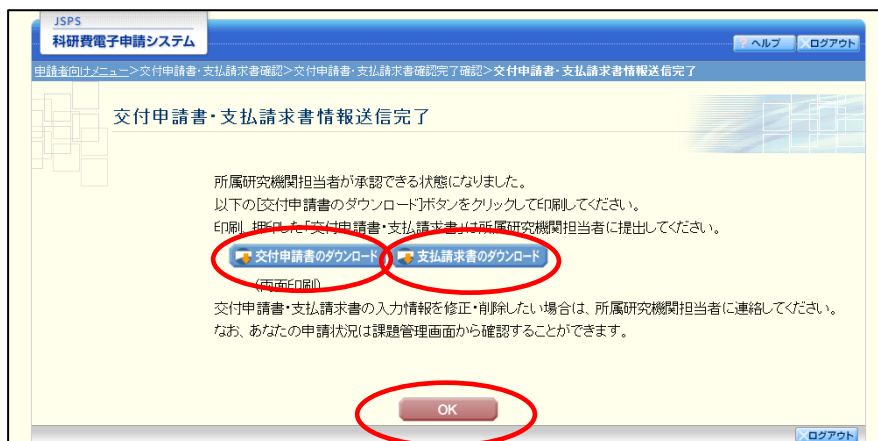 JSPS
科研費電子申請システム
? ヘルプ
×ログアウト
申請者向けメニュー>交付申請書・支払請求書確認>交付申請書・支払請求書確認完了確認>交付申請書・支払請求書情報送信完了
交付申請書・支払請求書情報送信完了
所属研究機関担当者が承認できる状態になりました。
以下の[交付申請書のダウンロード]ボタンをクリックして印刷してください。
印刷、押印した「交付申請書・支払請求書」は所属研究機関担当者に提出してください。
交付申請書のダウンロード
支払請求書のダウンロード
(両面印刷)
交付申請書・支払請求書の入力情報を修正・削除したい場合は、所属研究機関担当者に連絡してください。
なお、あなたの申請状況は課題管理画面から確認することができます。
OK
×ログアウト